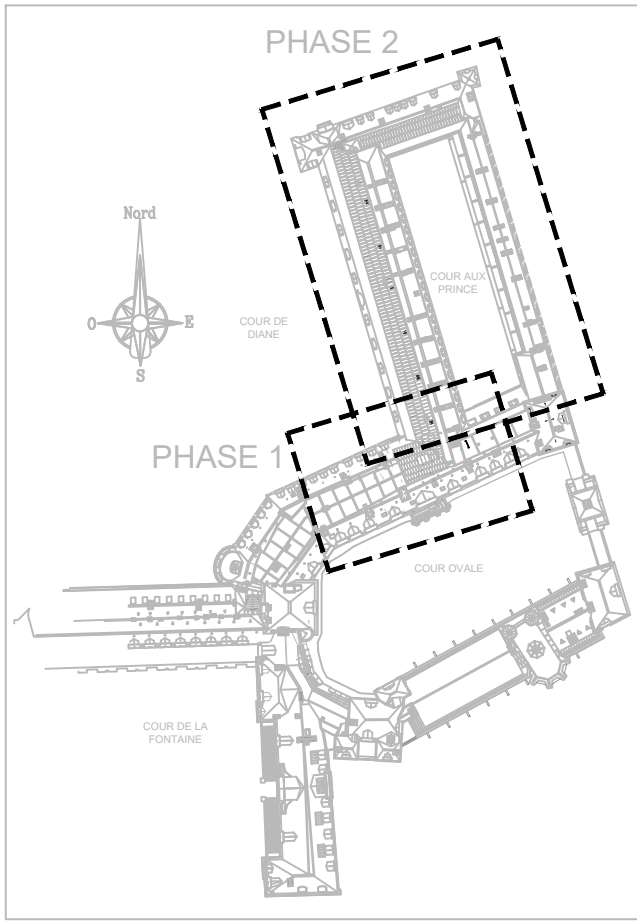 PHASE 2
Nord
O
E
S
COUR AUX
PRINCE
COUR DE
DIANE
PHASE 1
COUR OVALE
COUR DE LA
FONTAINE